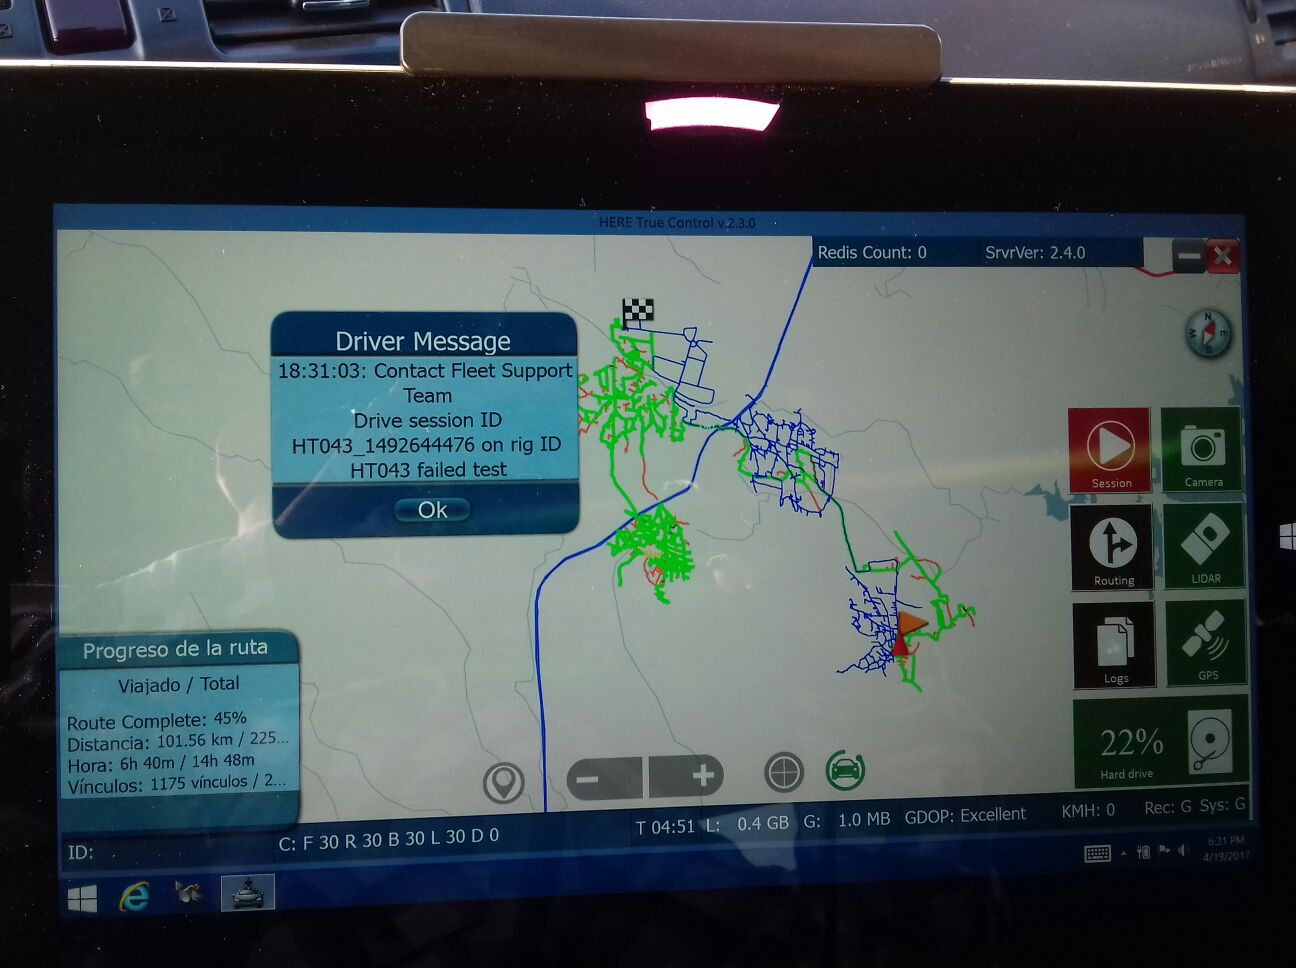 HERE True Control v.2.3.0
Redis Count: 0 SrvrVer: 2.4.0
N
E
S
W
Driver Message
18:31:03: Contact Fleet Support
Team
Drive session ID
HT043_1492644476 on rig ID
HT043 failed test
Ok
Session
Camera
Routing
LIDAR
Logs
GPS
22%
Hard drive
Progreso de la ruta
Viajado / Total
Route Complete: 45%
Distancia: 101.56 km / 225...
Hora: 6h 40m / 14h 48m
Vínculos: 1175 vínculos / 2...
ID:
C: F 30 R 30 B 30 L 30 D 0
T 04:51 L: 0.4 GB G: 1.0 MB GDOP: Excellent KMH: 0 Rec: G Sys: G
6:31 PM
4/19/2017